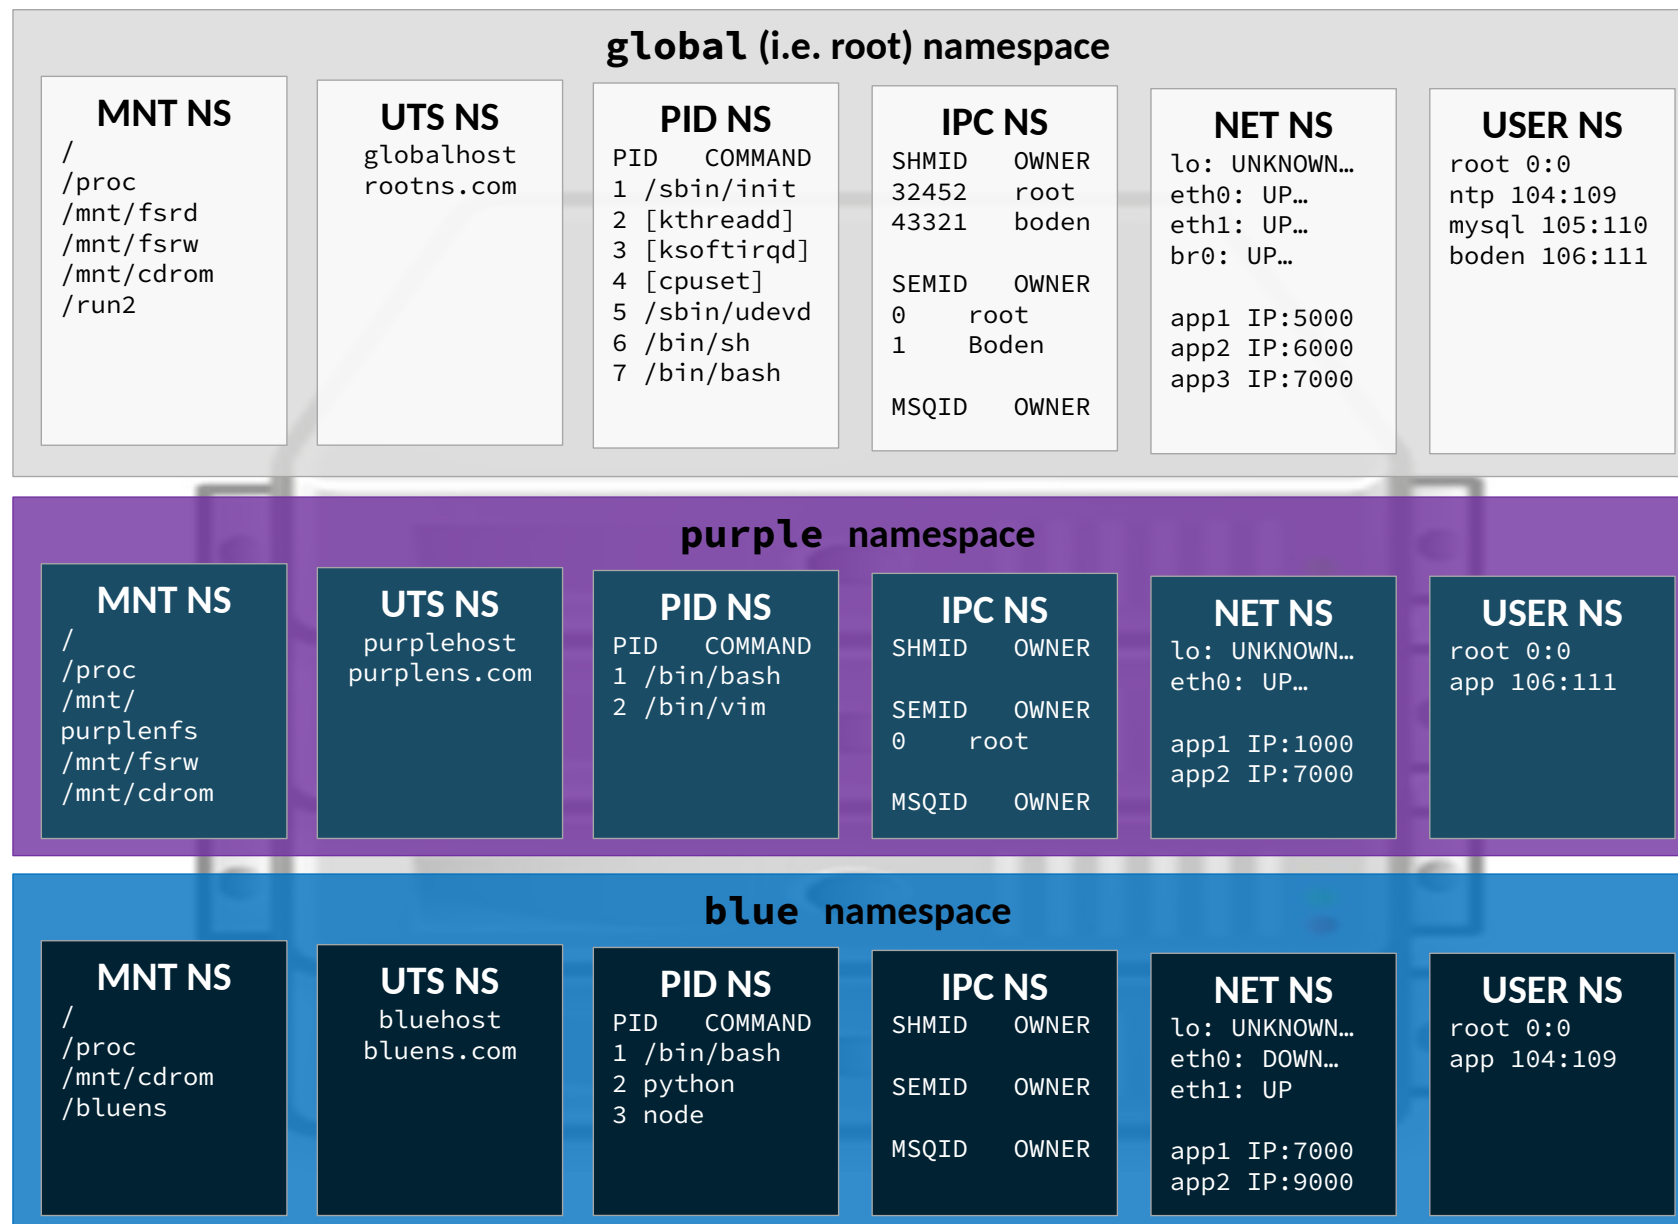 global (i.e. root) namespace
MNT NS
/
/proc
/mnt/fsrd
/mnt/fsrw
/mnt/cdrom
/run2
UTS NS
globalhost
rootns.com
PID NS
PID COMMAND
1 /sbin/init
2 [kthreadd]
3 [ksoftirqd]
4 [cpuset]
5 /sbin/udevd
6 /bin/sh
7 /bin/bash
IPC NS
SHMID OWNER
32452 root
43321 boden
SEMID OWNER
0 root
1 Boden
MSQID OWNER
NET NS
lo: UNKNOWN…
eth0: UP…
eth1: UP…
br0: UP…
app1 IP:5000
app2 IP:6000
app3 IP:7000
USER NS
root 0:0
ntp 104:109
mysql 105:110
boden 106:111
purple namespace
MNT NS
/
/proc
/mnt/
purplenfs
/mnt/fsrw
/mnt/cdrom
UTS NS
purplehost
purplens.com
PID NS
PID COMMAND
1 /bin/bash
2 /bin/vim
IPC NS
SHMID OWNER
SEMID OWNER
0 root
MSQID OWNER
NET NS
lo: UNKNOWN…
eth0: UP…
app1 IP:1000
app2 IP:7000
USER NS
root 0:0
app 106:111
blue namespace
MNT NS
/
/proc
/mnt/cdrom
/bluens
UTS NS
bluehost
bluens.com
PID NS
PID COMMAND
1 /bin/bash
2 python
3 node
IPC NS
SHMID OWNER
SEMID OWNER
MSQID OWNER
NET NS
lo: UNKNOWN…
eth0: DOWN…
eth1: UP
app1 IP:7000
app2 IP:9000
USER NS
root 0:0
app 104:109